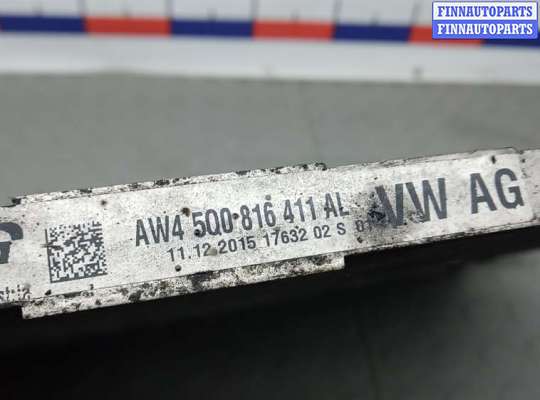 FINNAUTOPARTS
FINNAUTOPARTS
AW4 5Q0 816 411 AL VW AG
11.12 2015 17632 02 S
G